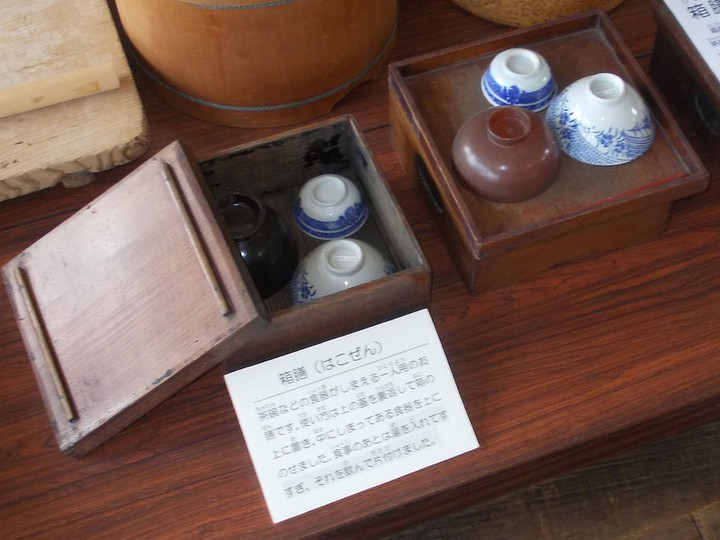 箱膳（はこぜん）
茶碗などの食器がしまえる一人用のお
膳です。使い方は上の蓋を裏返して箱の
上に置き、中にしまってある食器を上に
のせました。食事のあとは湯を入れてす
すぎ、それを飲んで片付けました。
箱